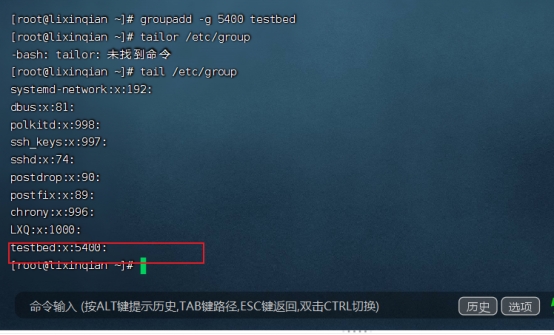 [root@lixinqian ~]# groupadd -g 5400 testbed
[root@lixinqian ~]# tailor /etc/group
-bash: tailor: 未找到命令
[root@lixinqian ~]# tail /etc/group
systemd-network:x:192:
dbus:x:81:
polkitd:x:998:
ssh_keys:x:997:
sshd:x:74:
postdrop:x:90:
postfix:x:89:
chrony:x:996:
LXQ:x:1000:
testbed:x:5400:
[root@lixinqian ~]#
命令输入 (按ALT键提示历史,TAB键路径,ESC键返回,双击CTRL切换) 历史 选项